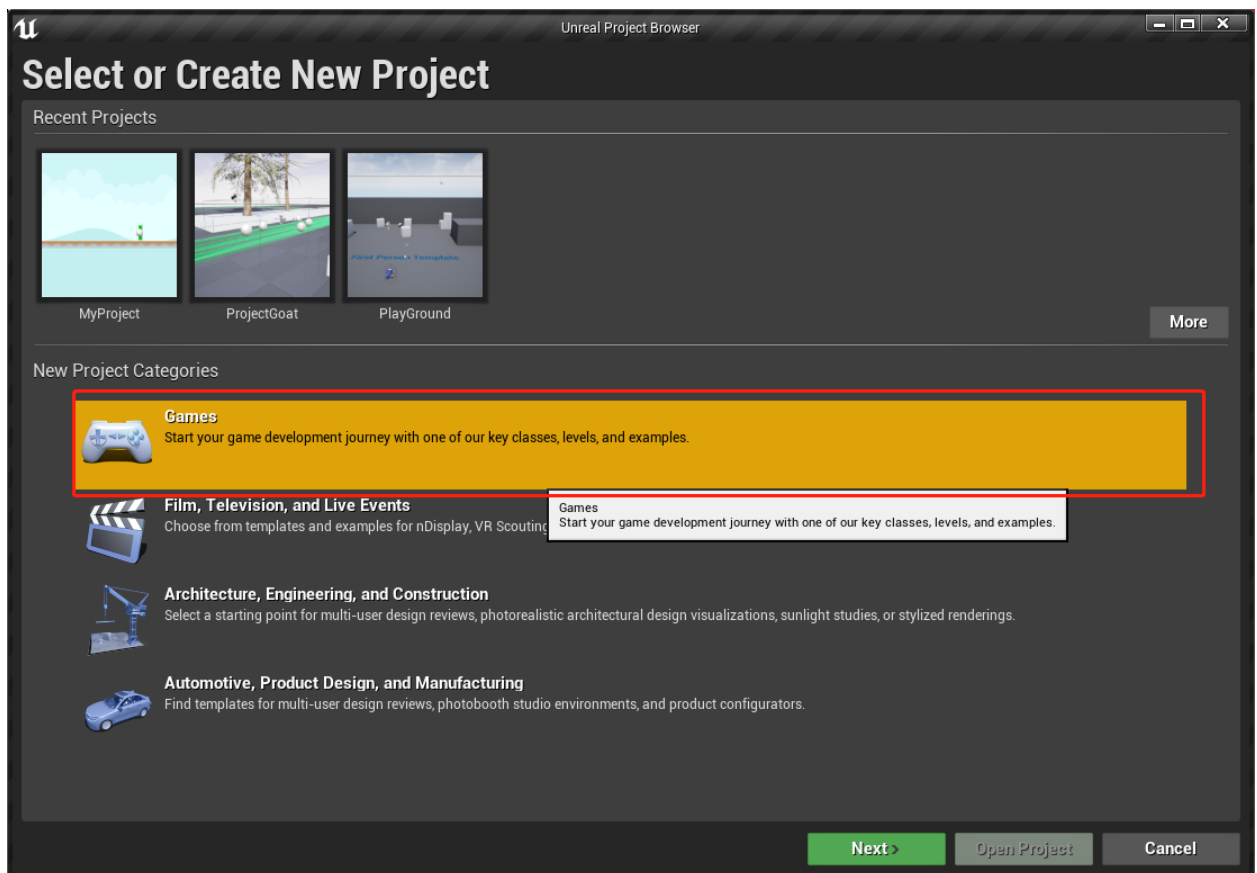 Unreal Project Browser
Select or Create New Project
Recent Projects
First Person Template
MyProject
ProjectGoat
PlayGround
More
New Project Categories
Games
Start your game development journey with one of our key classes, levels, and examples.
Film, Television, and Live Events
Choose from templates and examples for nDisplay, VR Scouting
Games
Start your game development journey with one of our key classes, levels, and examples.
Architecture, Engineering, and Construction
Select a starting point for multi-user design reviews, photorealistic architectural design visualizations, sunlight studies, or stylized renderings.
Automotive, Product Design, and Manufacturing
Find templates for multi-user design reviews, photobooth studio environments, and product configurators.
Next >
Open Project
Cancel